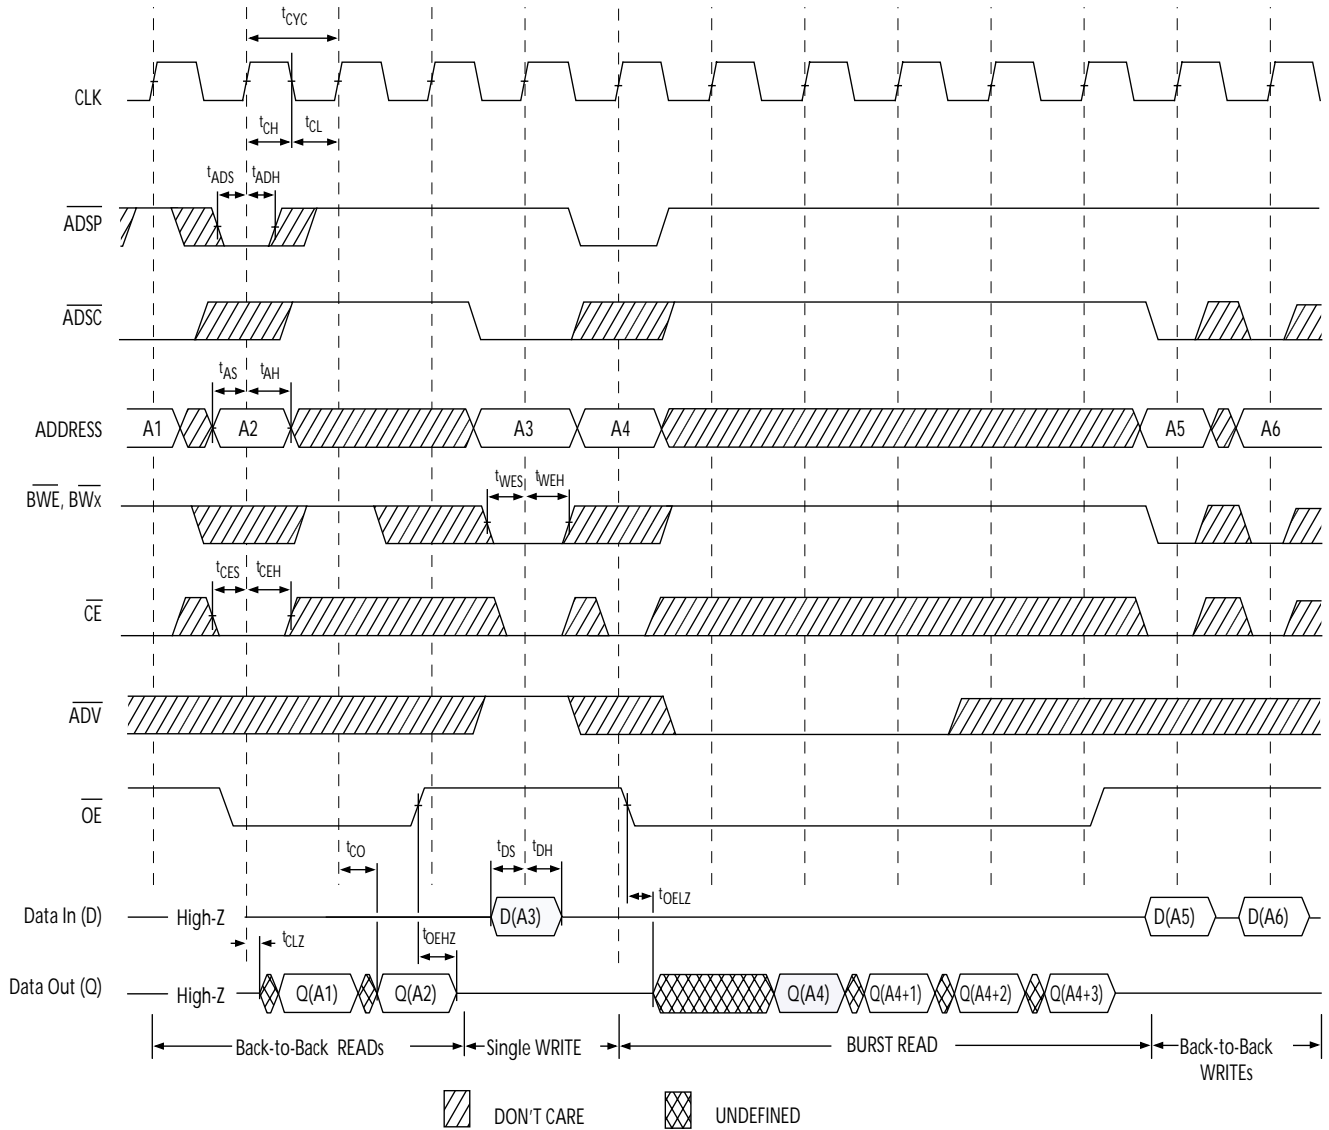 tCYC
CLK
tCH tCL
tADS tADH
ADSP
ADSC
tAS tAH
ADDRESS A1 A2 A3 A4 A5 A6
tWES tWEH
BWE, BWx
tCES tCEH
CE
ADV
OE
tCO tDS tDH
tOELZ
Data In (D) High-Z D(A3) D(A5) D(A6)
tCLZ tOEHZ
Data Out (Q) High-Z Q(A1) Q(A2) Q(A4) Q(A4+1) Q(A4+2) Q(A4+3)
Back-to-Back READs Single WRITE BURST READ Back-to-Back
WRITEs
DON'T CARE UNDEFINED